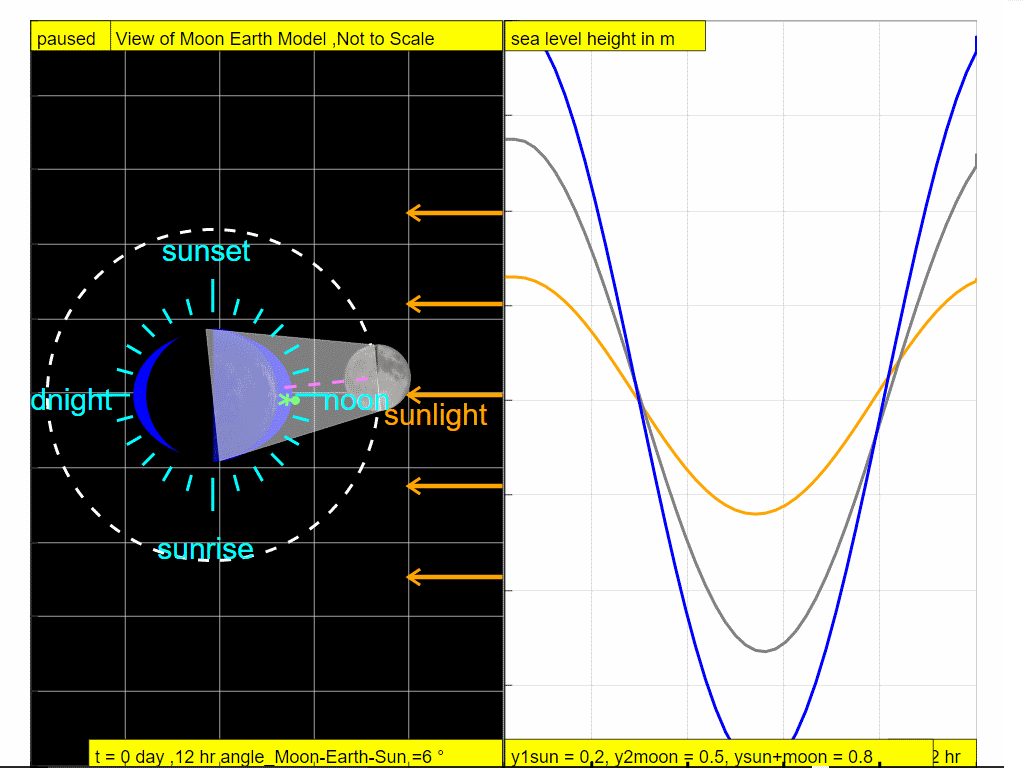 paused
View of Moon Earth Model ,Not to Scale
sea level height in m
sunset
dnight
noon
sunlight
sunrise
t = 0 day ,12 hr angle_Moon-Earth-Sun =6 °
y1sun = 0.2, y2moon = 0.5, ysun+moon = 0.8
2 hr